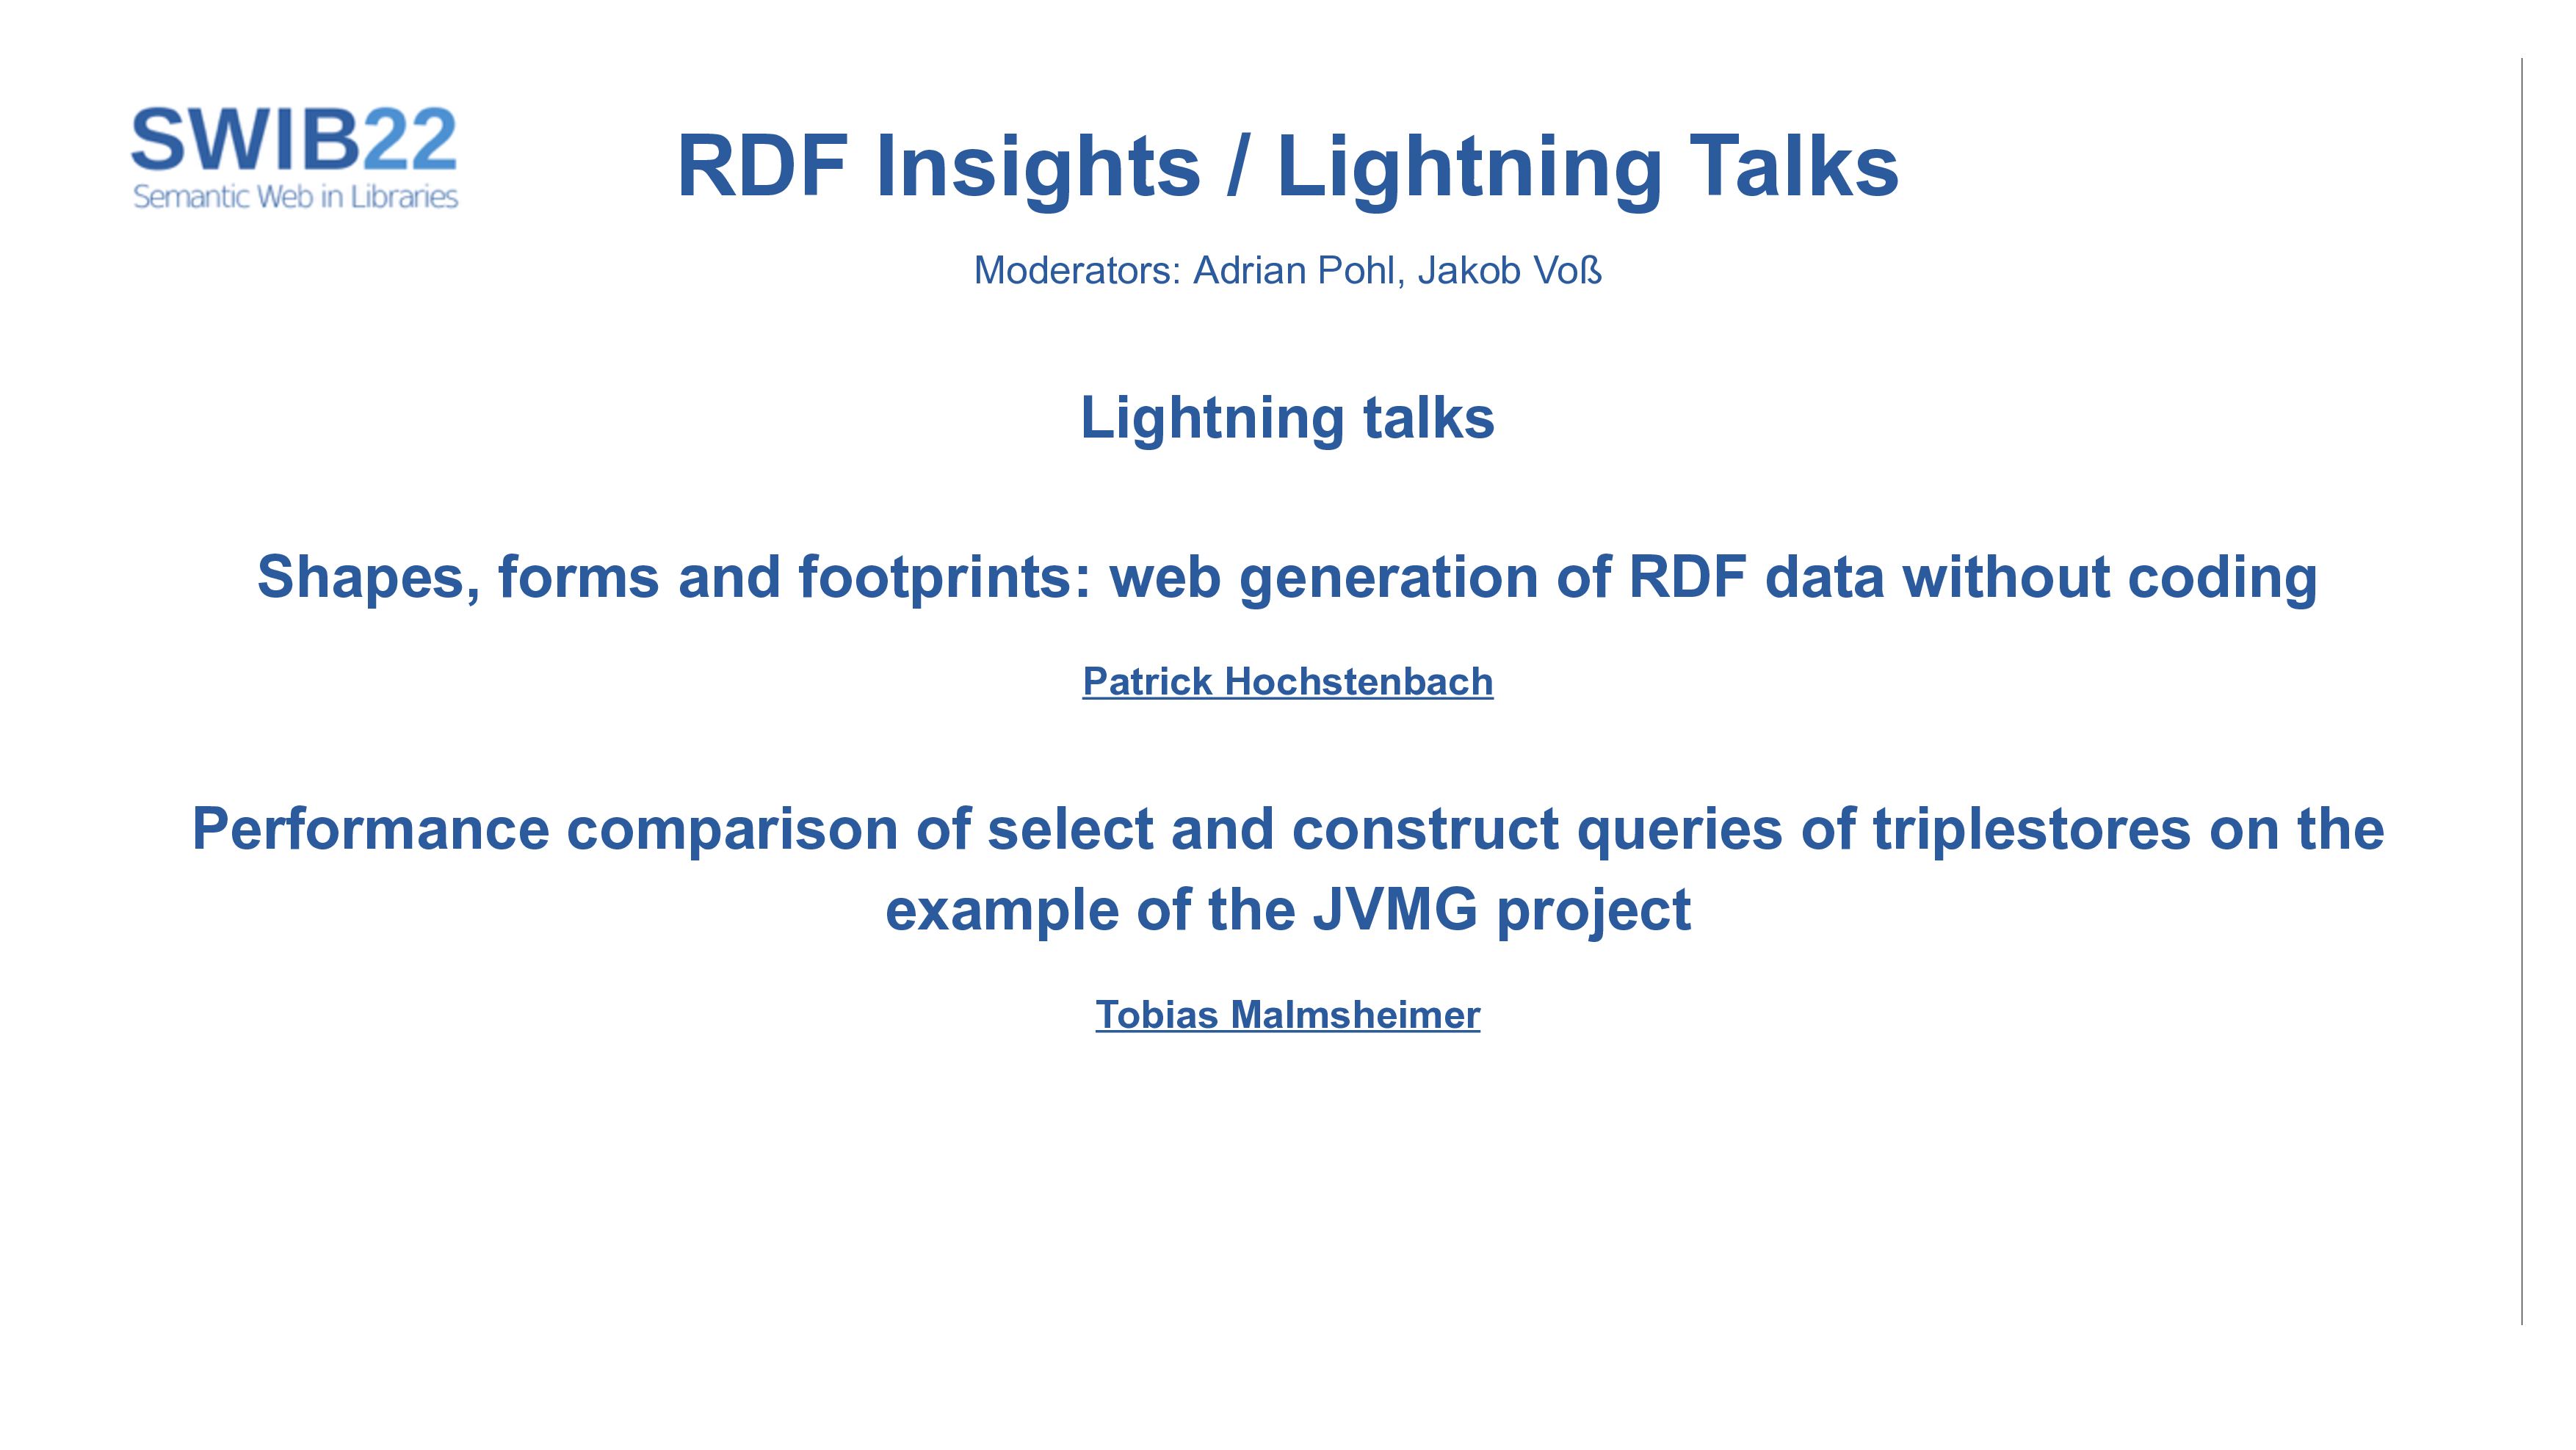 SWIB22
Semantic Web in Libraries
RDF Insights / Lightning Talks
Moderators: Adrian Pohl, Jakob Voß
Lightning talks
Shapes, forms and footprints: web generation of RDF data without coding
Patrick Hochstenbach
Performance comparison of select and construct queries of triplestores on the
example of the JVMG project
Tobias Malmsheimer